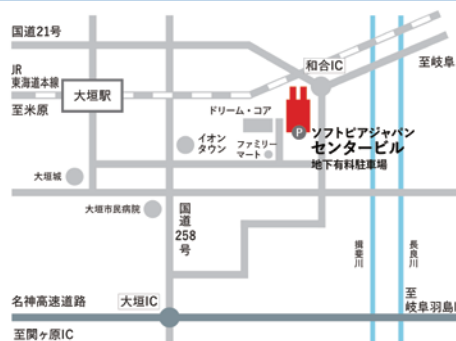 国道21号
JR
東海道本線
至米原
大垣駅
和合IC
至岐阜
ドリーム・コア
イオン
タウン
ファミリー
マート
P
ソフトピアジャパン
センタービル
地下有料駐車場
大垣城
大垣市民病院
国道258号
揖斐川
長良川
名神高速道路
大垣IC
至
岐阜羽島
至関ヶ原IC